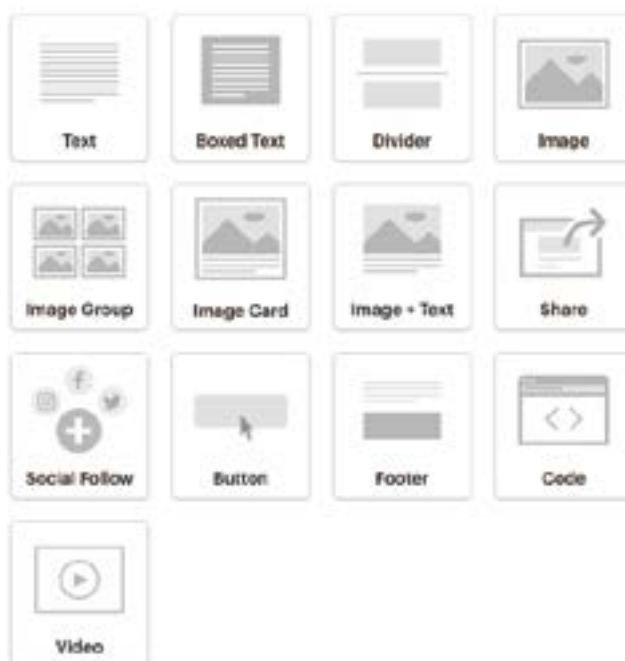 Text
Boxed Text
Divider
Image
Image Group
Image Card
Image + Text
Share
Social Follow
Button
Footer
Code
Video